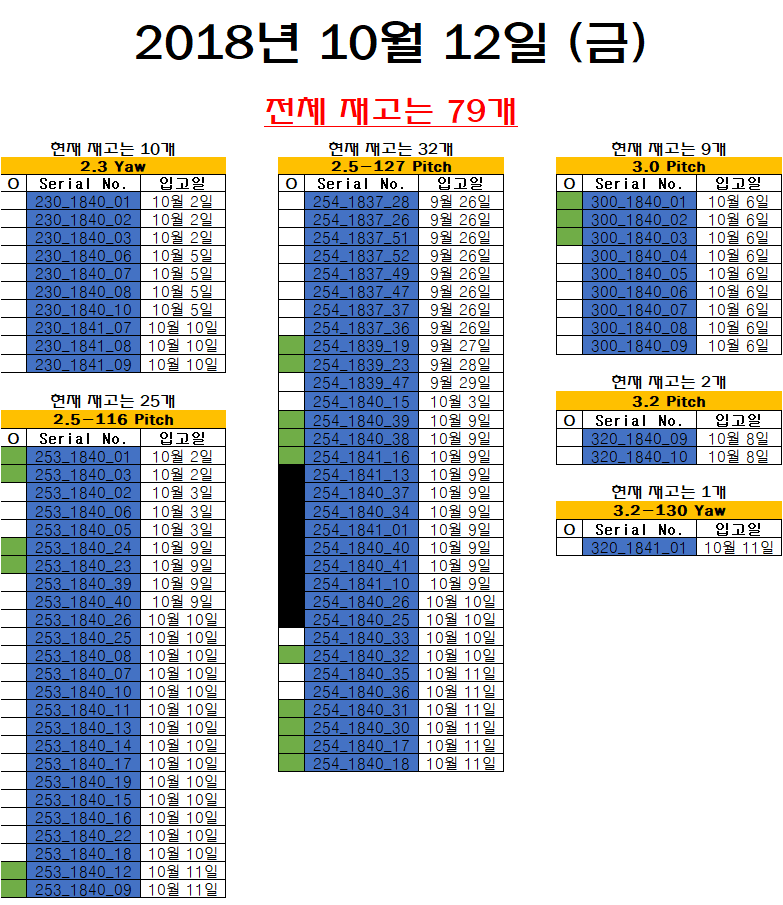 2018년 10월 12일 (금)
전체 재고는 79개
현재 재고는 10개
2.3 Yaw
O Serial No. 입고일
230_1840_01 10월 2일
230_1840_02 10월 2일
230_1840_03 10월 2일
230_1840_06 10월 5일
230_1840_07 10월 5일
230_1840_08 10월 5일
230_1840_10 10월 5일
230_1841_07 10월 10일
230_1841_08 10월 10일
230_1841_09 10월 10일
현재 재고는 25개
2.5-116 Pitch
O Serial No. 입고일
253_1840_01 10월 2일
253_1840_03 10월 2일
253_1840_02 10월 3일
253_1840_06 10월 3일
253_1840_05 10월 3일
253_1840_24 10월 9일
253_1840_23 10월 9일
253_1840_39 10월 9일
253_1840_40 10월 9일
253_1840_26 10월 10일
253_1840_25 10월 10일
253_1840_08 10월 10일
253_1840_07 10월 10일
253_1840_10 10월 10일
253_1840_11 10월 10일
253_1840_13 10월 10일
253_1840_14 10월 10일
253_1840_17 10월 10일
253_1840_19 10월 10일
253_1840_15 10월 10일
253_1840_16 10월 10일
253_1840_22 10월 10일
253_1840_18 10월 10일
253_1840_12 10월 11일
253_1840_09 10월 11일
현재 재고는 32개
2.5-127 Pitch
O Serial No. 입고일
254_1837_28 9월 26일
254_1837_26 9월 26일
254_1837_51 9월 26일
254_1837_52 9월 26일
254_1837_49 9월 26일
254_1837_47 9월 26일
254_1837_37 9월 26일
254_1837_36 9월 26일
254_1839_19 9월 27일
254_1839_23 9월 28일
254_1839_47 9월 29일
254_1840_15 10월 3일
254_1840_39 10월 9일
254_1840_38 10월 9일
254_1841_16 10월 9일
254_1841_13 10월 9일
254_1840_37 10월 9일
254_1840_34 10월 9일
254_1841_01 10월 9일
254_1840_40 10월 9일
254_1840_41 10월 9일
254_1841_10 10월 9일
254_1840_26 10월 10일
254_1840_25 10월 10일
254_1840_33 10월 10일
254_1840_32 10월 10일
254_1840_35 10월 11일
254_1840_36 10월 11일
254_1840_31 10월 11일
254_1840_30 10월 11일
254_1840_17 10월 11일
254_1840_18 10월 11일
현재 재고는 9개
3.0 Pitch
O Serial No. 입고일
300_1840_01 10월 6일
300_1840_02 10월 6일
300_1840_03 10월 6일
300_1840_04 10월 6일
300_1840_05 10월 6일
300_1840_06 10월 6일
300_1840_07 10월 6일
300_1840_08 10월 6일
300_1840_09 10월 6일
현재 재고는 2개
3.2 Pitch
O Serial No. 입고일
320_1840_09 10월 8일
320_1840_10 10월 8일
현재 재고는 1개
3.2-130 Yaw
O Serial No. 입고일
320_1841_01 10월 11일